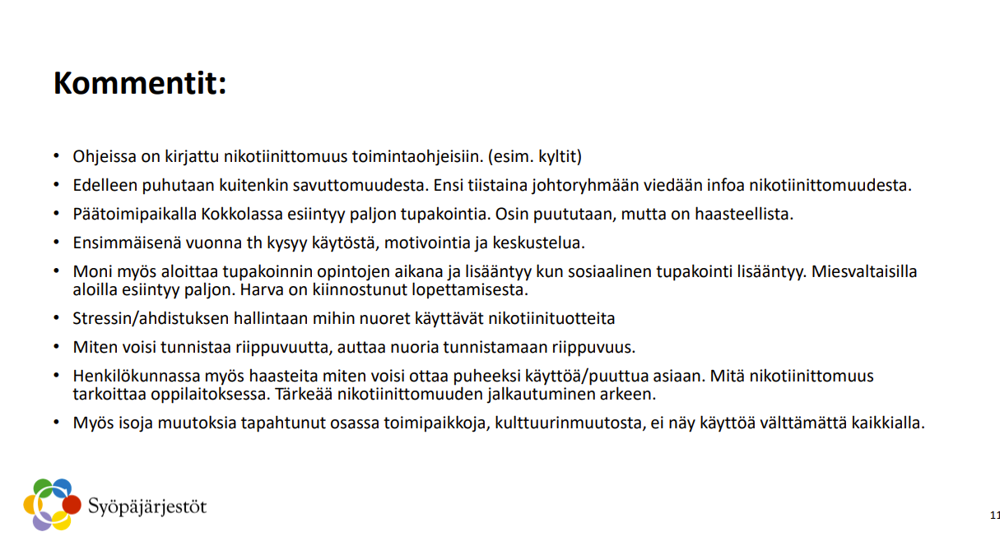 Kommentit:
• Ohjeissa on kirjattu nikotiinittomuus toimintaohjeisiin. (esim. kyltit)
• Edelleen puhutaan kuitenkin savuttomuudesta. Ensi tiistaina johtoryhmään viedään infoa nikotiinittomuudesta.
• Päätoimipaikalla Kokkolassa esiintyy paljon tupakointia. Osin puututaan, mutta on haasteellista.
• Ensimmäisenä vuonna th kysyy käytöstä, motivointia ja keskustelua.
• Moni myös aloittaa tupakoinnin opintojen aikana ja lisääntyy kun sosiaalinen tupakointi lisääntyy. Miesvaltaisilla
aloilla esiintyy paljon. Harva on kiinnostunut lopettamisesta.
• Stressin/ahdistuksen hallintaan mihin nuoret käyttävät nikotiinituotteita
• Miten voisi tunnistaa riippuvuutta, auttaa nuoria tunnistamaan riippuvuus.
• Henkilökunnassa myös haasteita miten voisi ottaa puheeksi käyttöä/puuttua asiaan. Mitä nikotiinittomuus
tarkoittaa oppilaitoksessa. Tärkeää nikotiinittomuuden jalkautuminen arkeen.
• Myös isoja muutoksia tapahtunut osassa toimipaikkoja, kulttuurinmuutosta, ei näy käyttöä välttämättä kaikkialla.
Syöpäjärjestöt
11